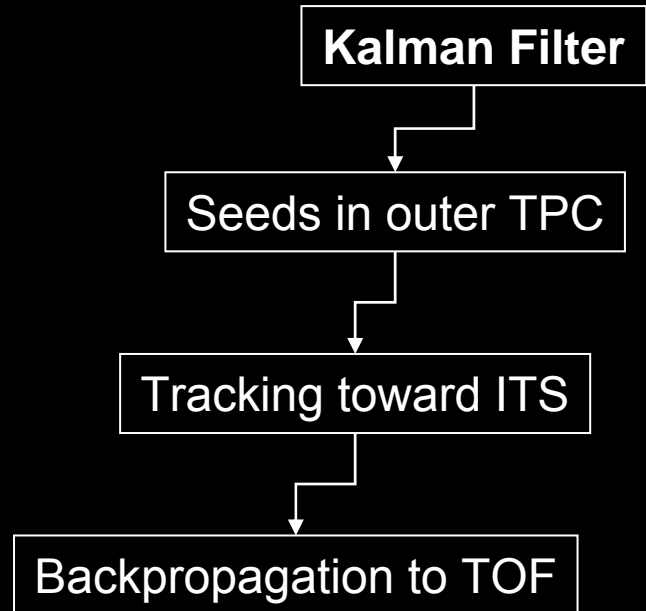 Kalman Filter
Seeds in outer TPC
Tracking toward ITS
Backpropagation to TOF